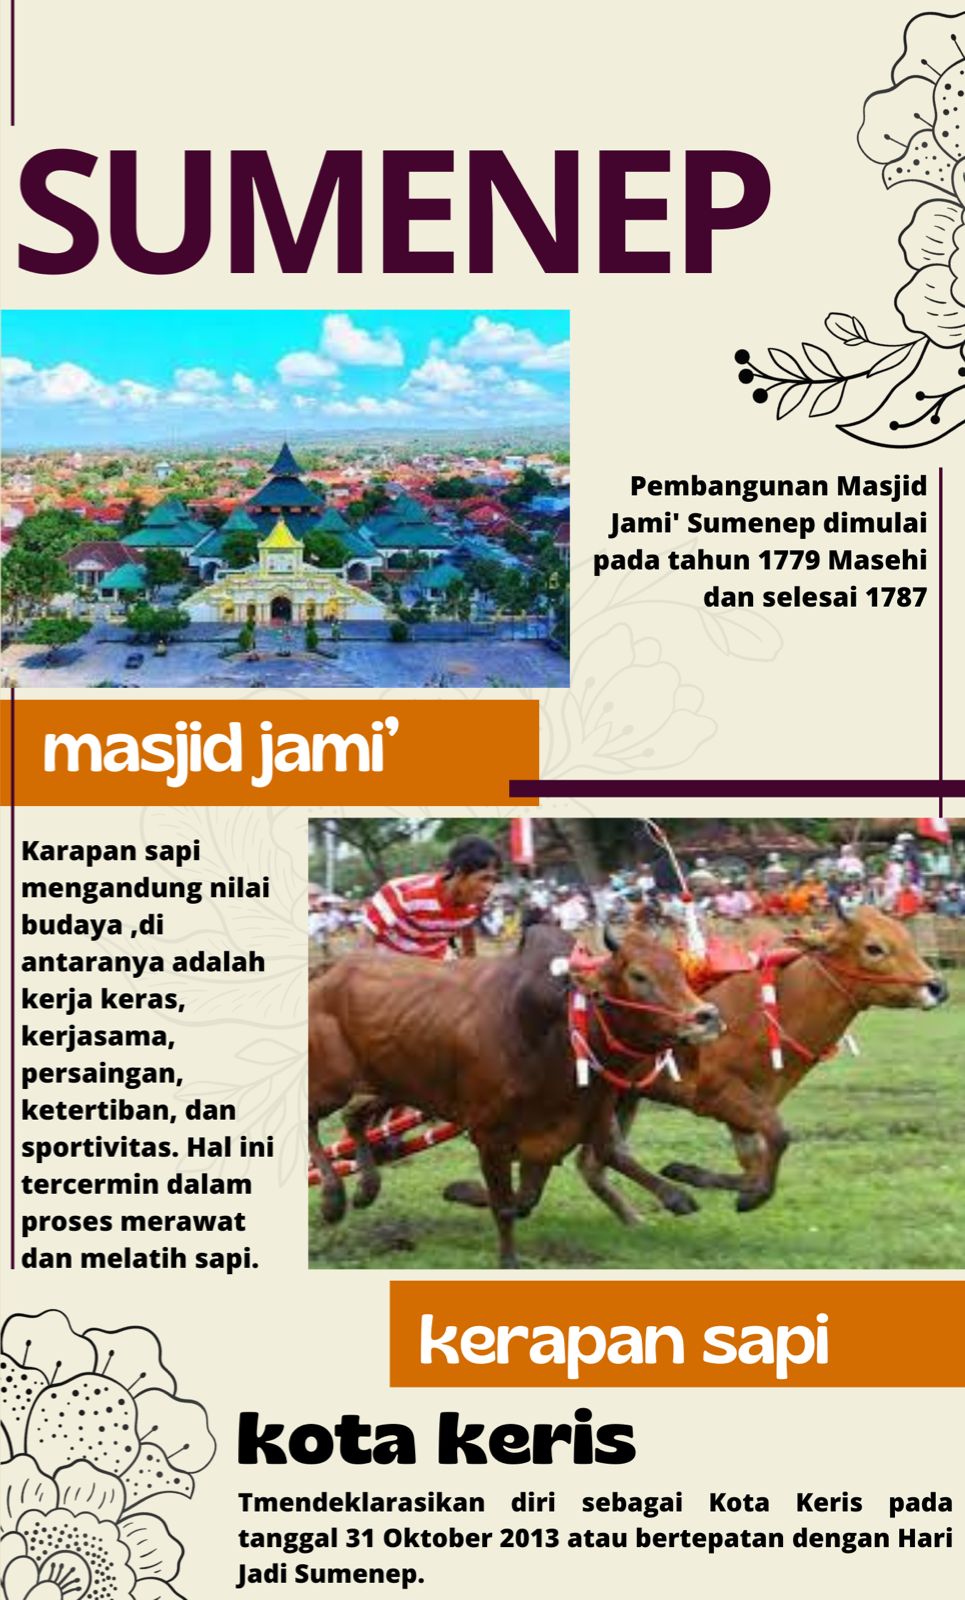 SUMENEP
Pembangunan Masjid
Jami' Sumenep dimulai
pada tahun 1779 Masehi
dan selesai 1787
masjid jami’
Karapan sapi
mengandung nilai
budaya ,di
antaranya adalah
kerja keras,
kerjasama,
persaingan,
ketertiban, dan
sportivitas. Hal ini
tercermin dalam
proses merawat
dan melatih sapi.
kerapan sapi
kota keris
Tmendeklarasikan diri sebagai Kota Keris pada
tanggal 31 Oktober 2013 atau bertepatan dengan Hari
Jadi Sumenep.